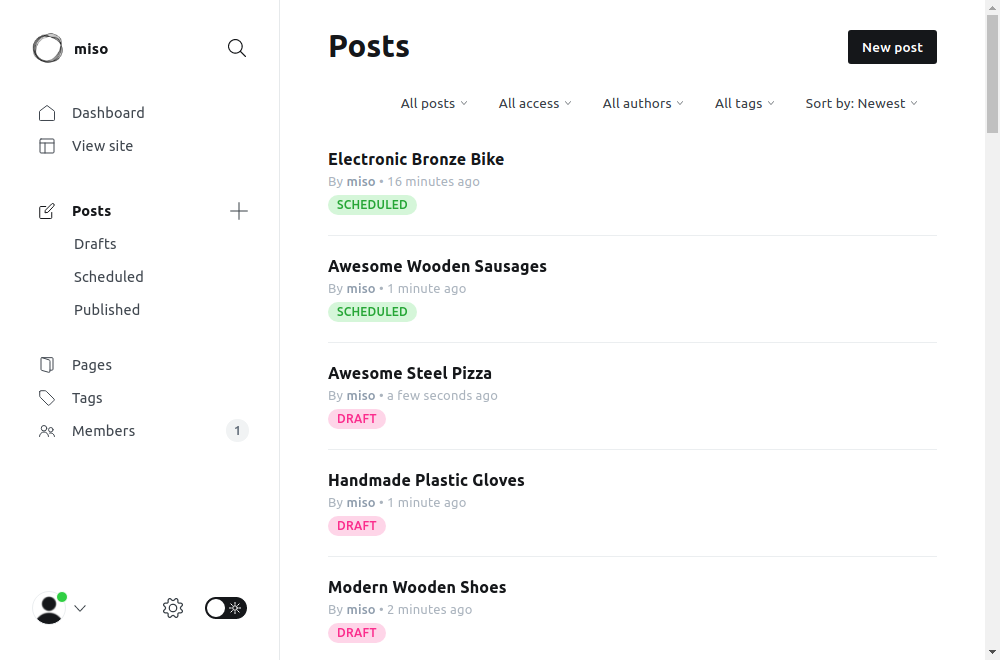 miso
Dashboard
View site
Posts
Drafts
Scheduled
Published
Pages
Tags
Members 1
Posts
New post
All posts All access All authors All tags Sort by: Newest
Electronic Bronze Bike
By miso • 16 minutes ago
SCHEDULED
Awesome Wooden Sausages
By miso • 1 minute ago
SCHEDULED
Awesome Steel Pizza
By miso • a few seconds ago
DRAFT
Handmade Plastic Gloves
By miso • 1 minute ago
DRAFT
Modern Wooden Shoes
By miso • 2 minutes ago
DRAFT